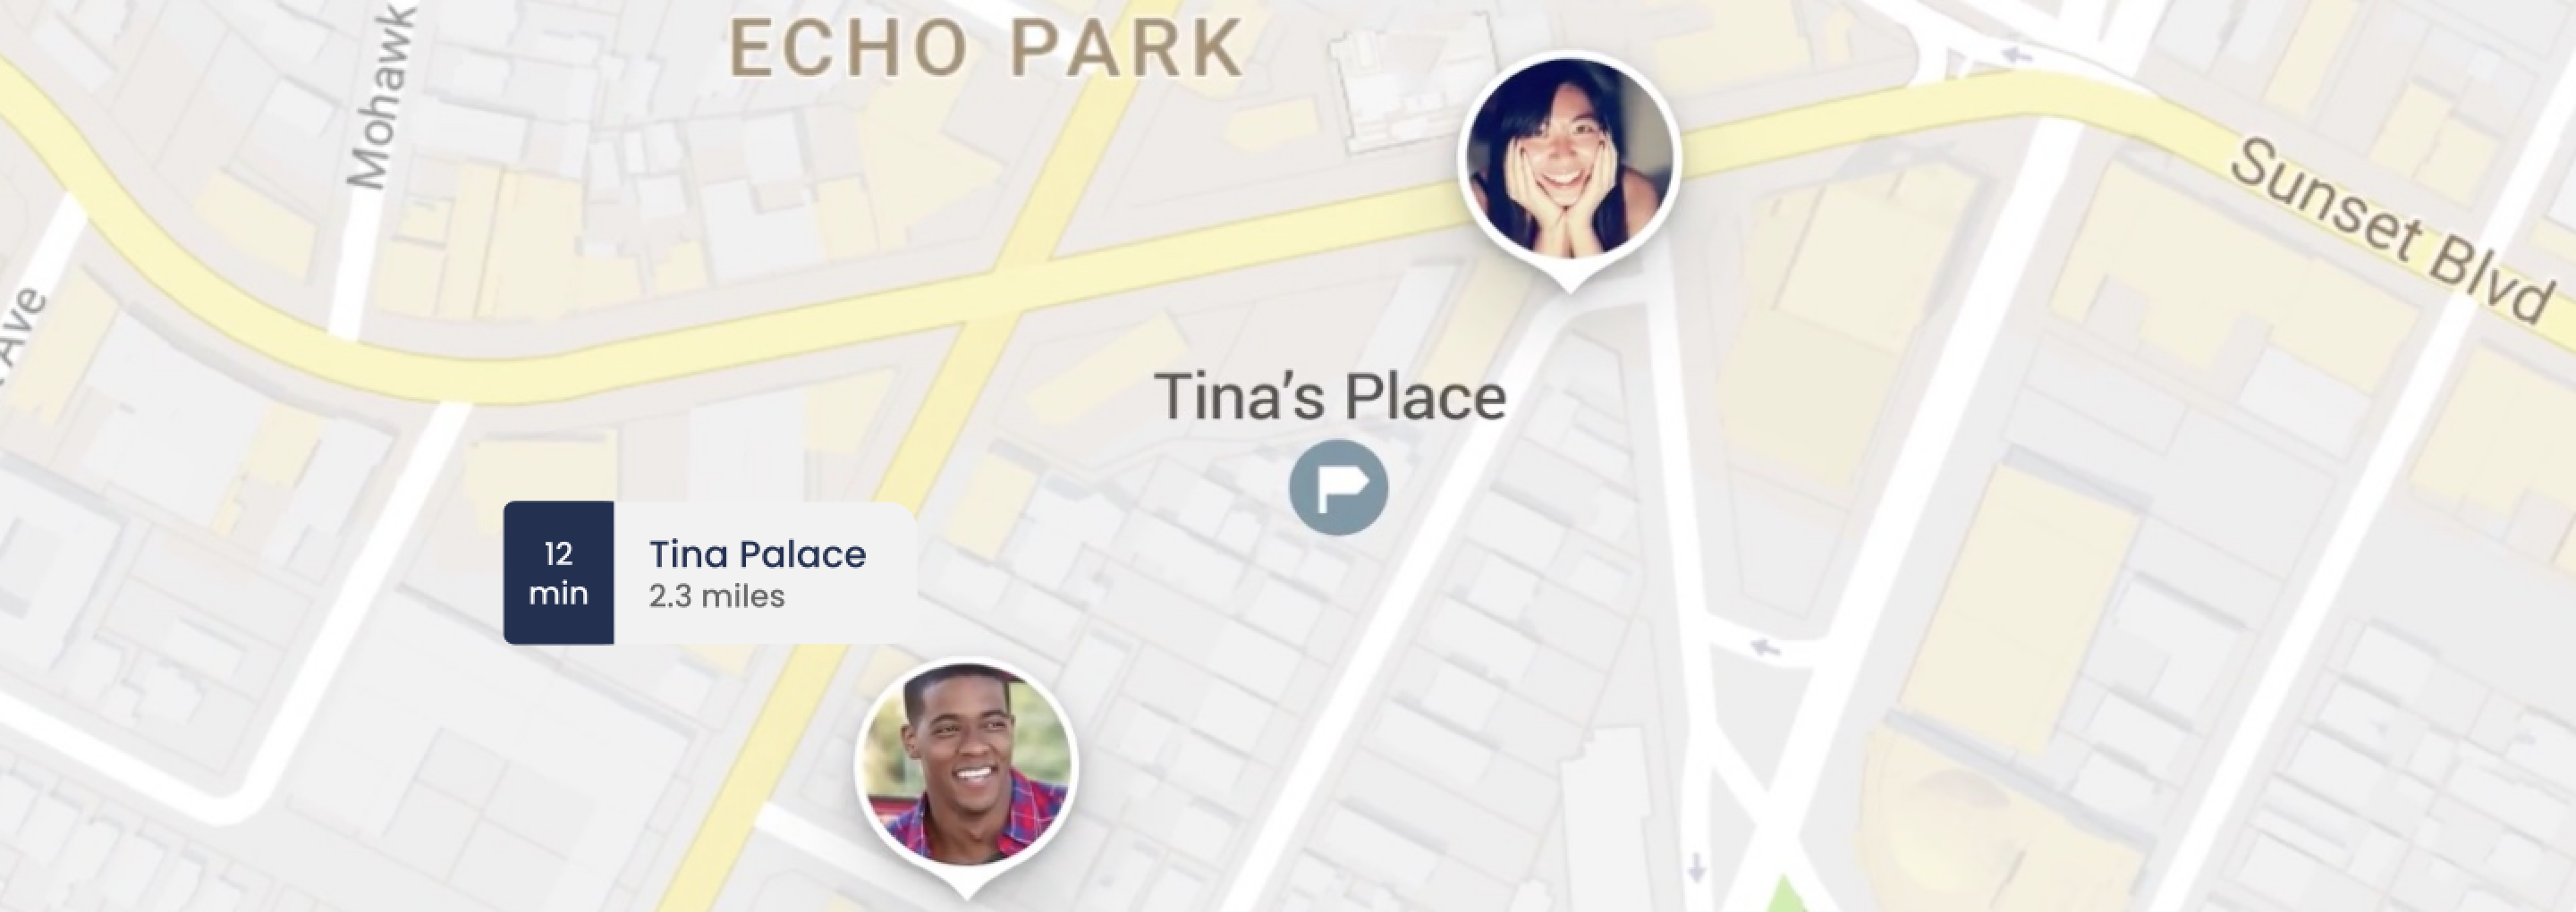 ECHO PARK
Mohawk
Sunset Blvd
Ave
Tina's Place
12
min
Tina Palace
2.3 miles